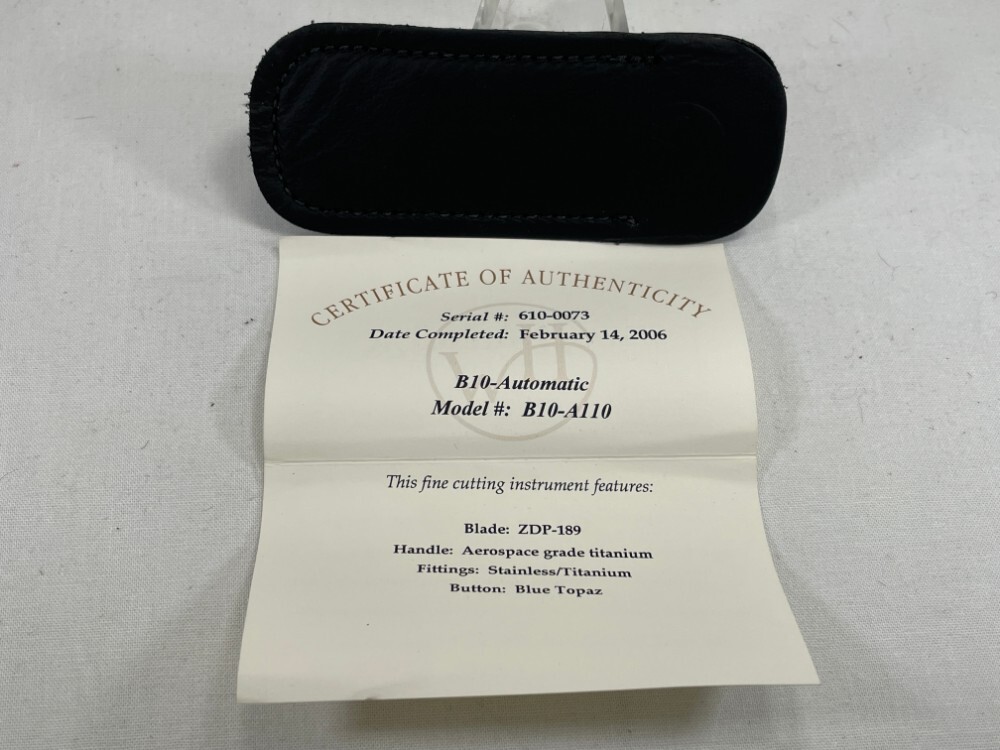 CERTIFICATE OF AUTHENTICITY
Serial #: 610-0073
Date Completed: February 14, 2006
WH
B10-Automatic
Model #: B10-A110
This fine cutting instrument features:
Blade: ZDP-189
Handle: Aerospace grade titanium
Fittings: Stainless/Titanium
Button: Blue Topaz